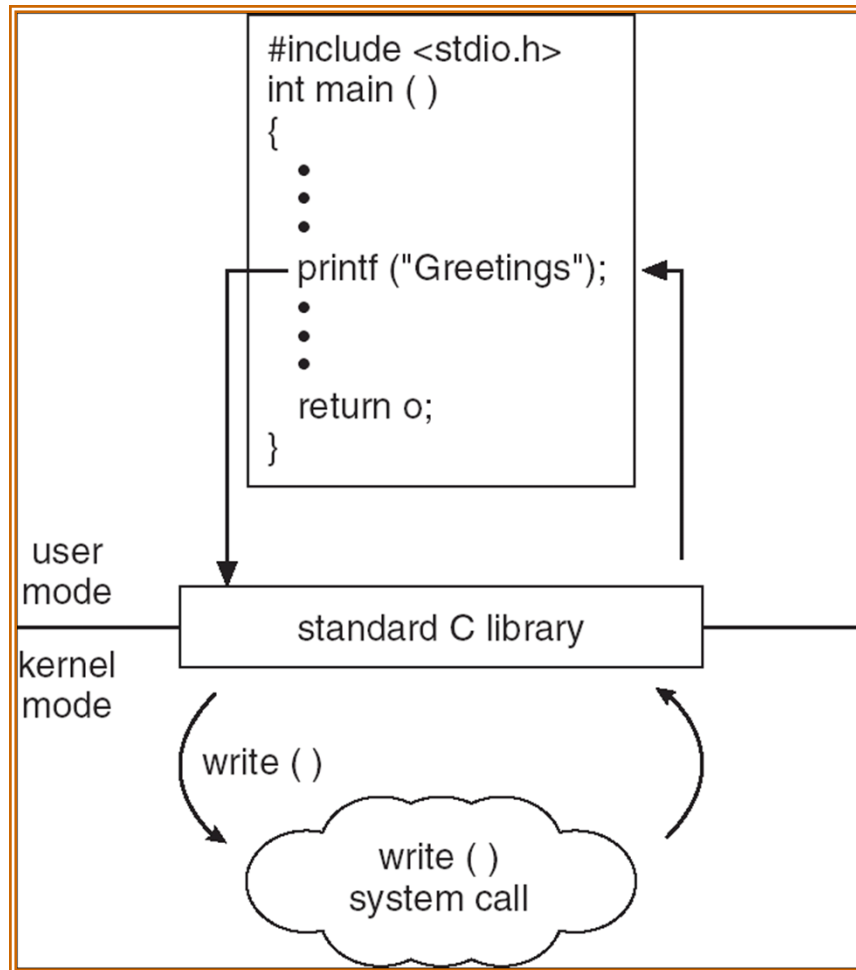 #include <stdio.h>
int main ( )
{
•
•
•
printf ("Greetings");
•
•
•
return o;
}
user
mode
standard C library
kernel
mode
write ( )
write ( )
system call